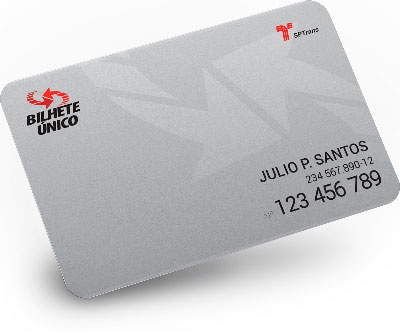 SPTrans
BILHETE
ÚNICO
JULIO P. SANTOS
234 567 890-12
123 456 789